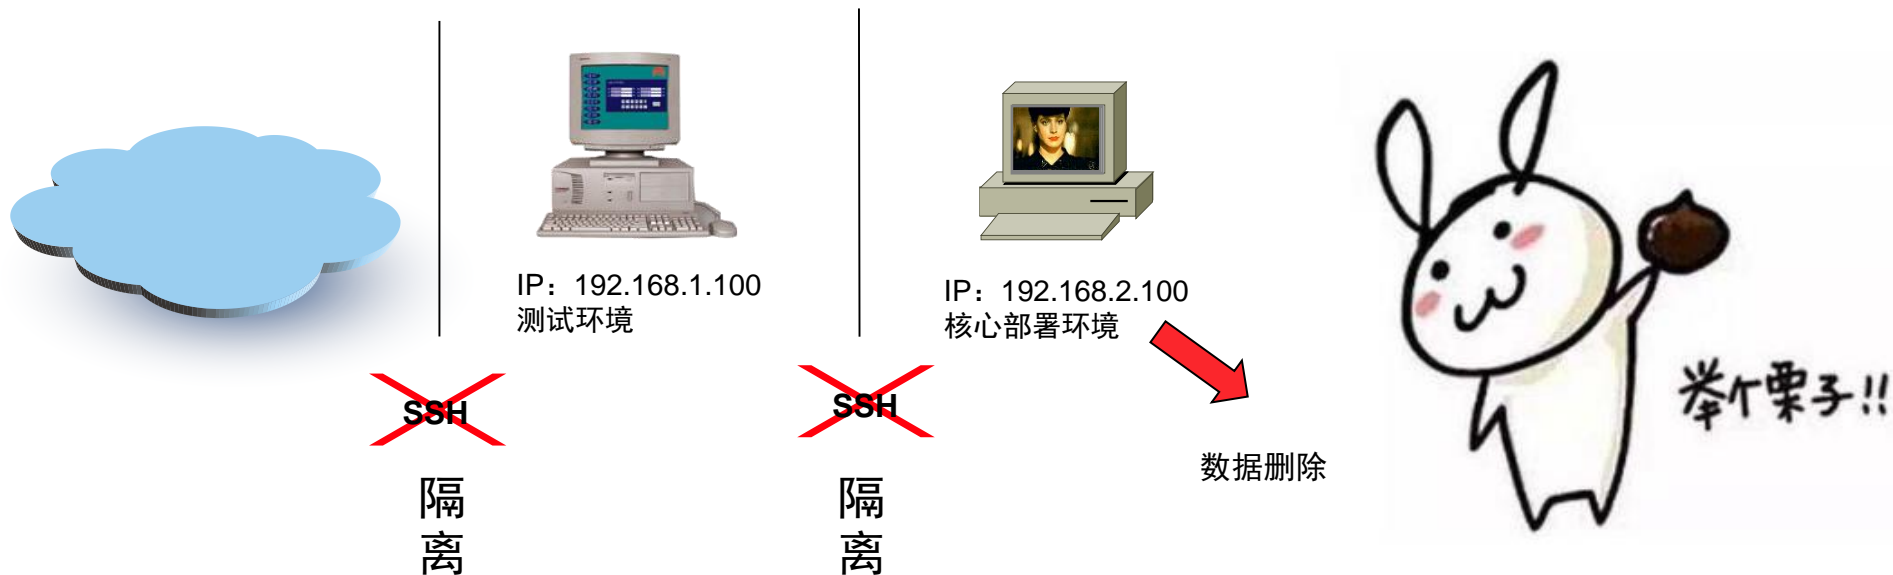 IP：192.168.1.100
测试环境
IP：192.168.2.100
核心部署环境
SSH
SSH
隔
离
隔
离
数据删除
举个栗子!!